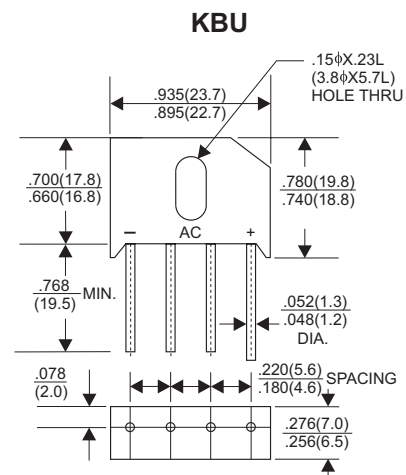 KBU
.15ϕX.23L
(3.8ϕX5.7L)
HOLE THRU
.935(23.7)
.895(22.7)
.700(17.8)
.660(16.8)
.780(19.8)
.740(18.8)
− AC +
.768
(19.5) MIN.
.052(1.3)
.048(1.2)
DIA.
.078
(2.0)
.220(5.6)
.180(4.6) SPACING
.276(7.0)
.256(6.5)